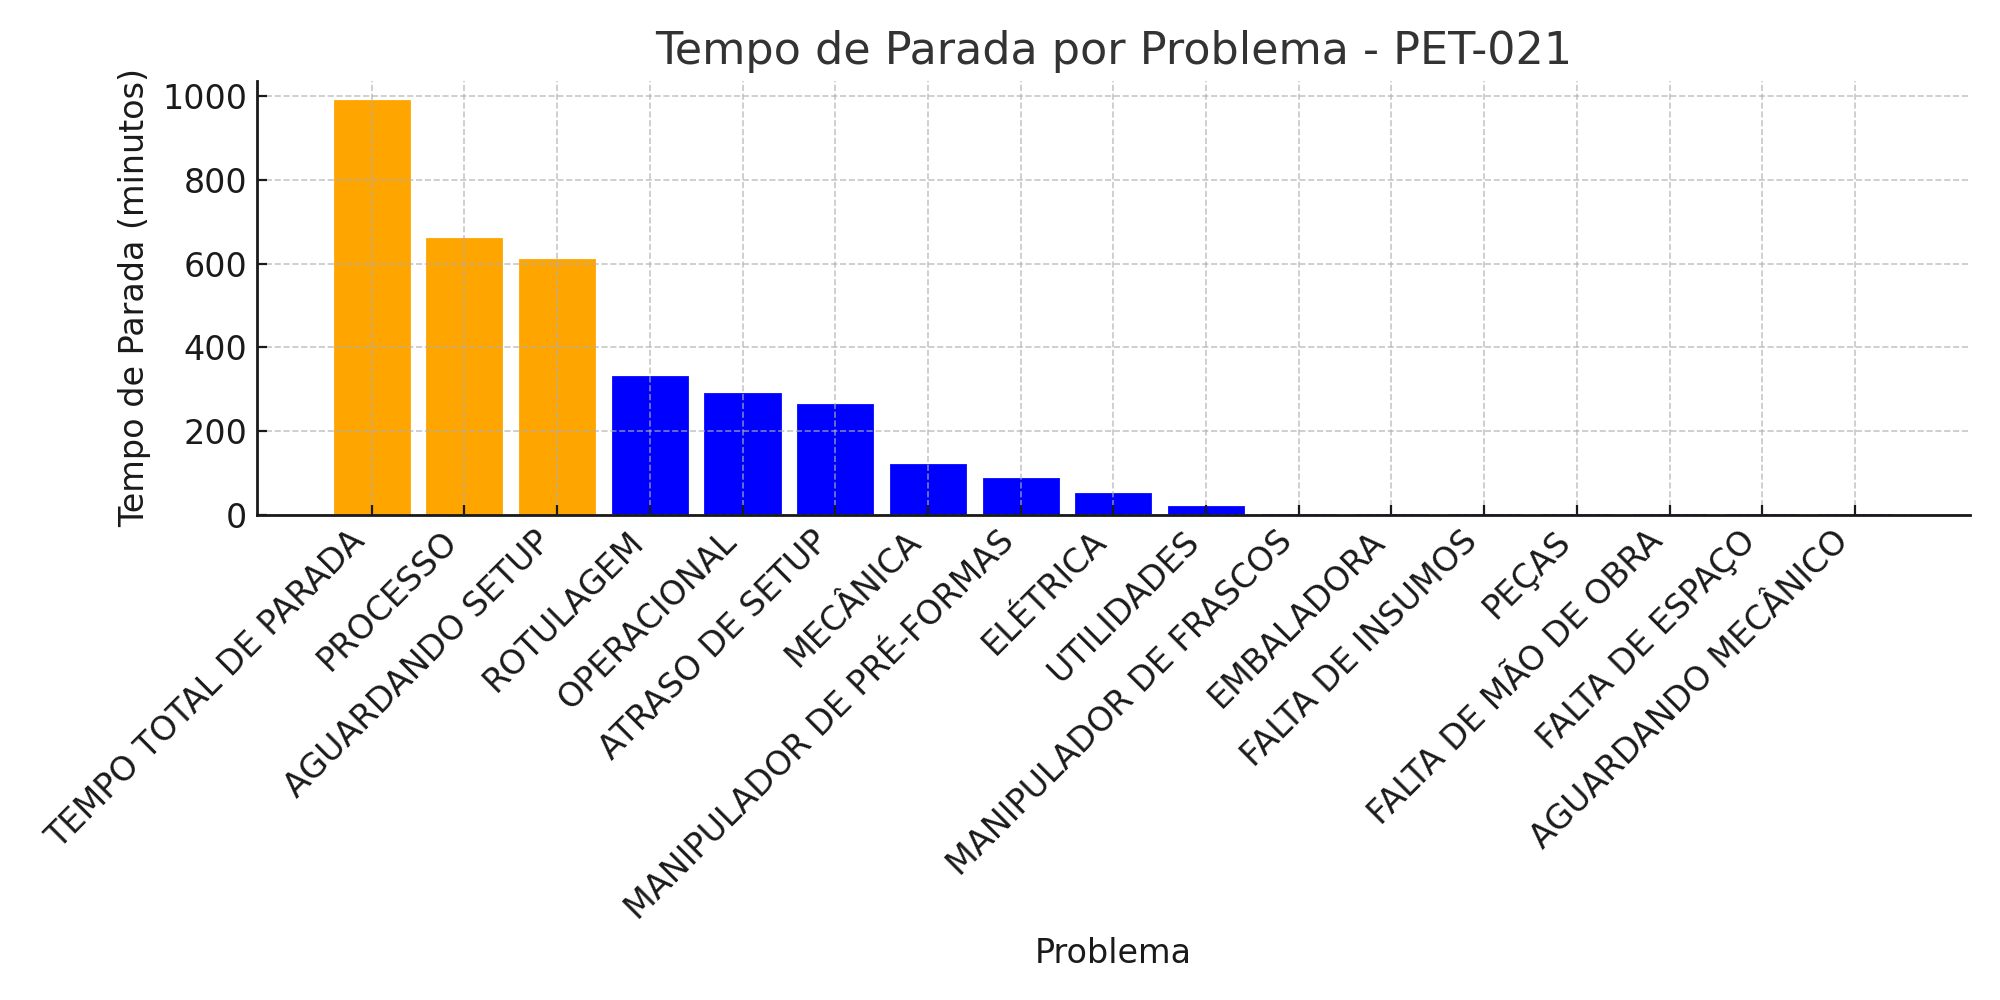 Tempo de Parada por Problema - PET-021
Tempo de Parada (minutos)
1000
800
600
400
200
0
TEMPO TOTAL DE PARADA
PROCESSO
AGUARDANDO SETUP
ROTULAGEM
OPERACIONAL
ATRASO DE SETUP
MECÂNICA
MANIPULADOR DE PRÉ-FORMAS
ELÉTRICA
UTILIDADES
MANIPULADOR DE FRASCOS
EMBALADORA
FALTA DE INSUMOS
PEÇAS
FALTA DE MÃO DE OBRA
FALTA DE ESPAÇO
AGUARDANDO MECÂNICO
Problema